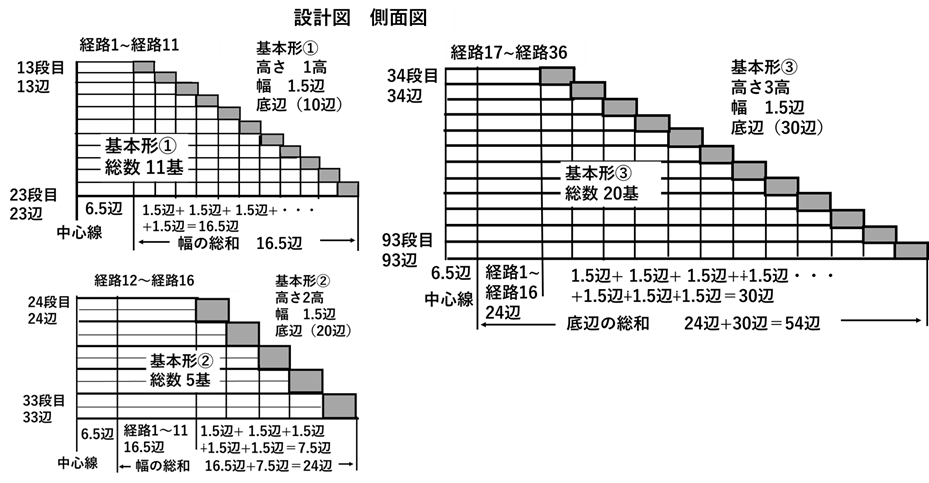 設計図　側面図
経路1~経路11
基本形①
高さ　1高
幅　1.5辺
底辺（10辺）
13段目
13辺
基本形①
総数 11基
23段目
23辺
6.5辺
1.5辺+ 1.5辺+ 1.5辺+・・・
+1.5辺＝16.5辺
中心線
幅の総和　16.5辺
経路12~経路16
基本形②
高さ2高
幅　1.5辺
底辺（20辺）
24段目
24辺
基本形②
総数 5基
33段目
33辺
6.5辺
経路1～11
16.5辺
1.5辺+ 1.5辺+1.5辺
+1.5辺+1.5辺＝7.5辺
中心線
幅の総和　16.5辺+7.5辺＝24辺
経路17~経路36
基本形③
高さ3高
幅　1.5辺
底辺（30辺）
34段目
34辺
基本形③
総数 20基
93段目
93辺
6.5辺
中心線
経路1~
経路16
24辺
1.5辺+ 1.5辺+ 1.5辺++1.5辺・・・
+1.5辺+1.5辺+1.5辺＝30辺
底辺の総和　24辺+30辺＝54辺